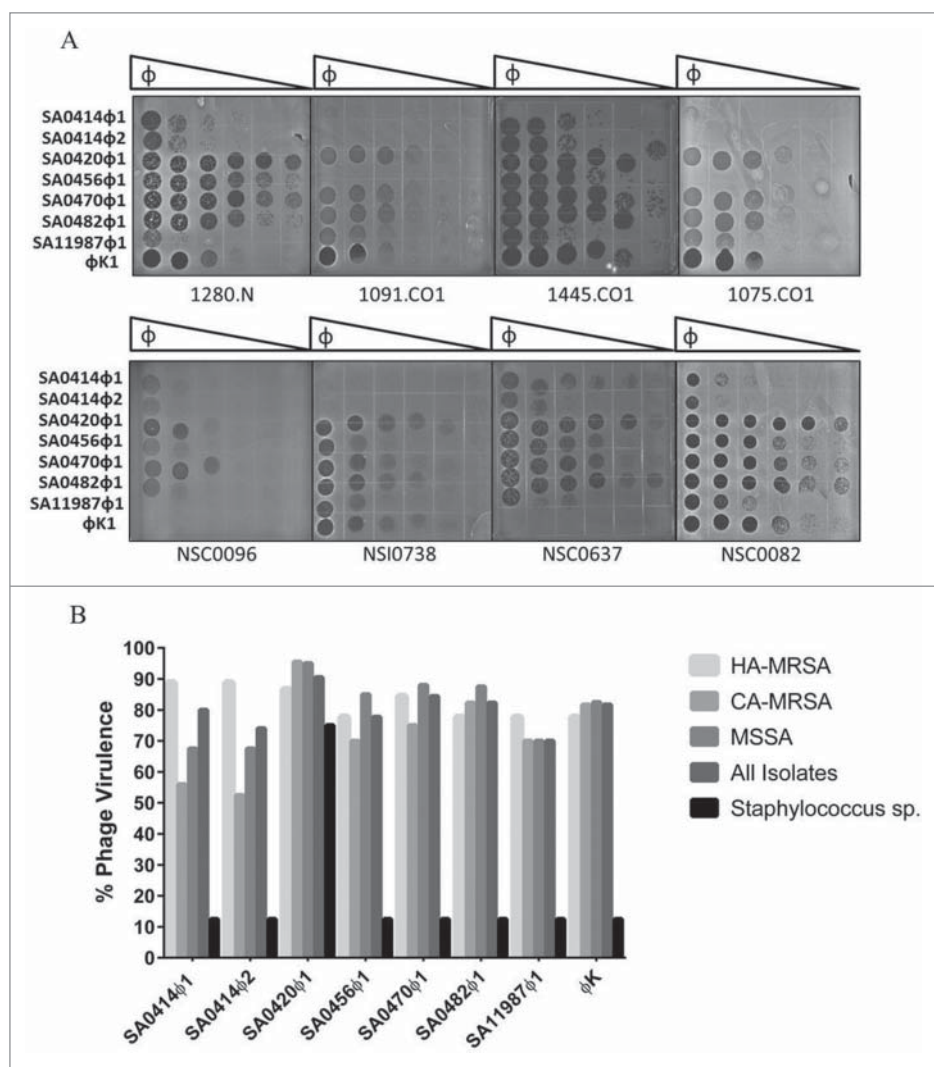 A
ϕ ϕ ϕ ϕ
SA0414ϕ1
SA0414ϕ2
SA0420ϕ1
SA0456ϕ1
SA0470ϕ1
SA0482ϕ1
SA11987ϕ1
ϕK1
1280.N 1091.CO1 1445.CO1 1075.CO1
ϕ ϕ ϕ ϕ
SA0414ϕ1
SA0414ϕ2
SA0420ϕ1
SA0456ϕ1
SA0470ϕ1
SA0482ϕ1
SA11987ϕ1
ϕK1
NSC0096 NSI0738 NSC0637 NSC0082
B
% Phage Virulence
100
90
80
70
60
50
40
30
20
10
0
SA0414ϕ1
SA0414ϕ2
SA0420ϕ1
SA0456ϕ1
SA0470ϕ1
SA0482ϕ1
SA11987ϕ1
ϕK
HA-MRSA
CA-MRSA
MSSA
All Isolates
Staphylococcus sp.